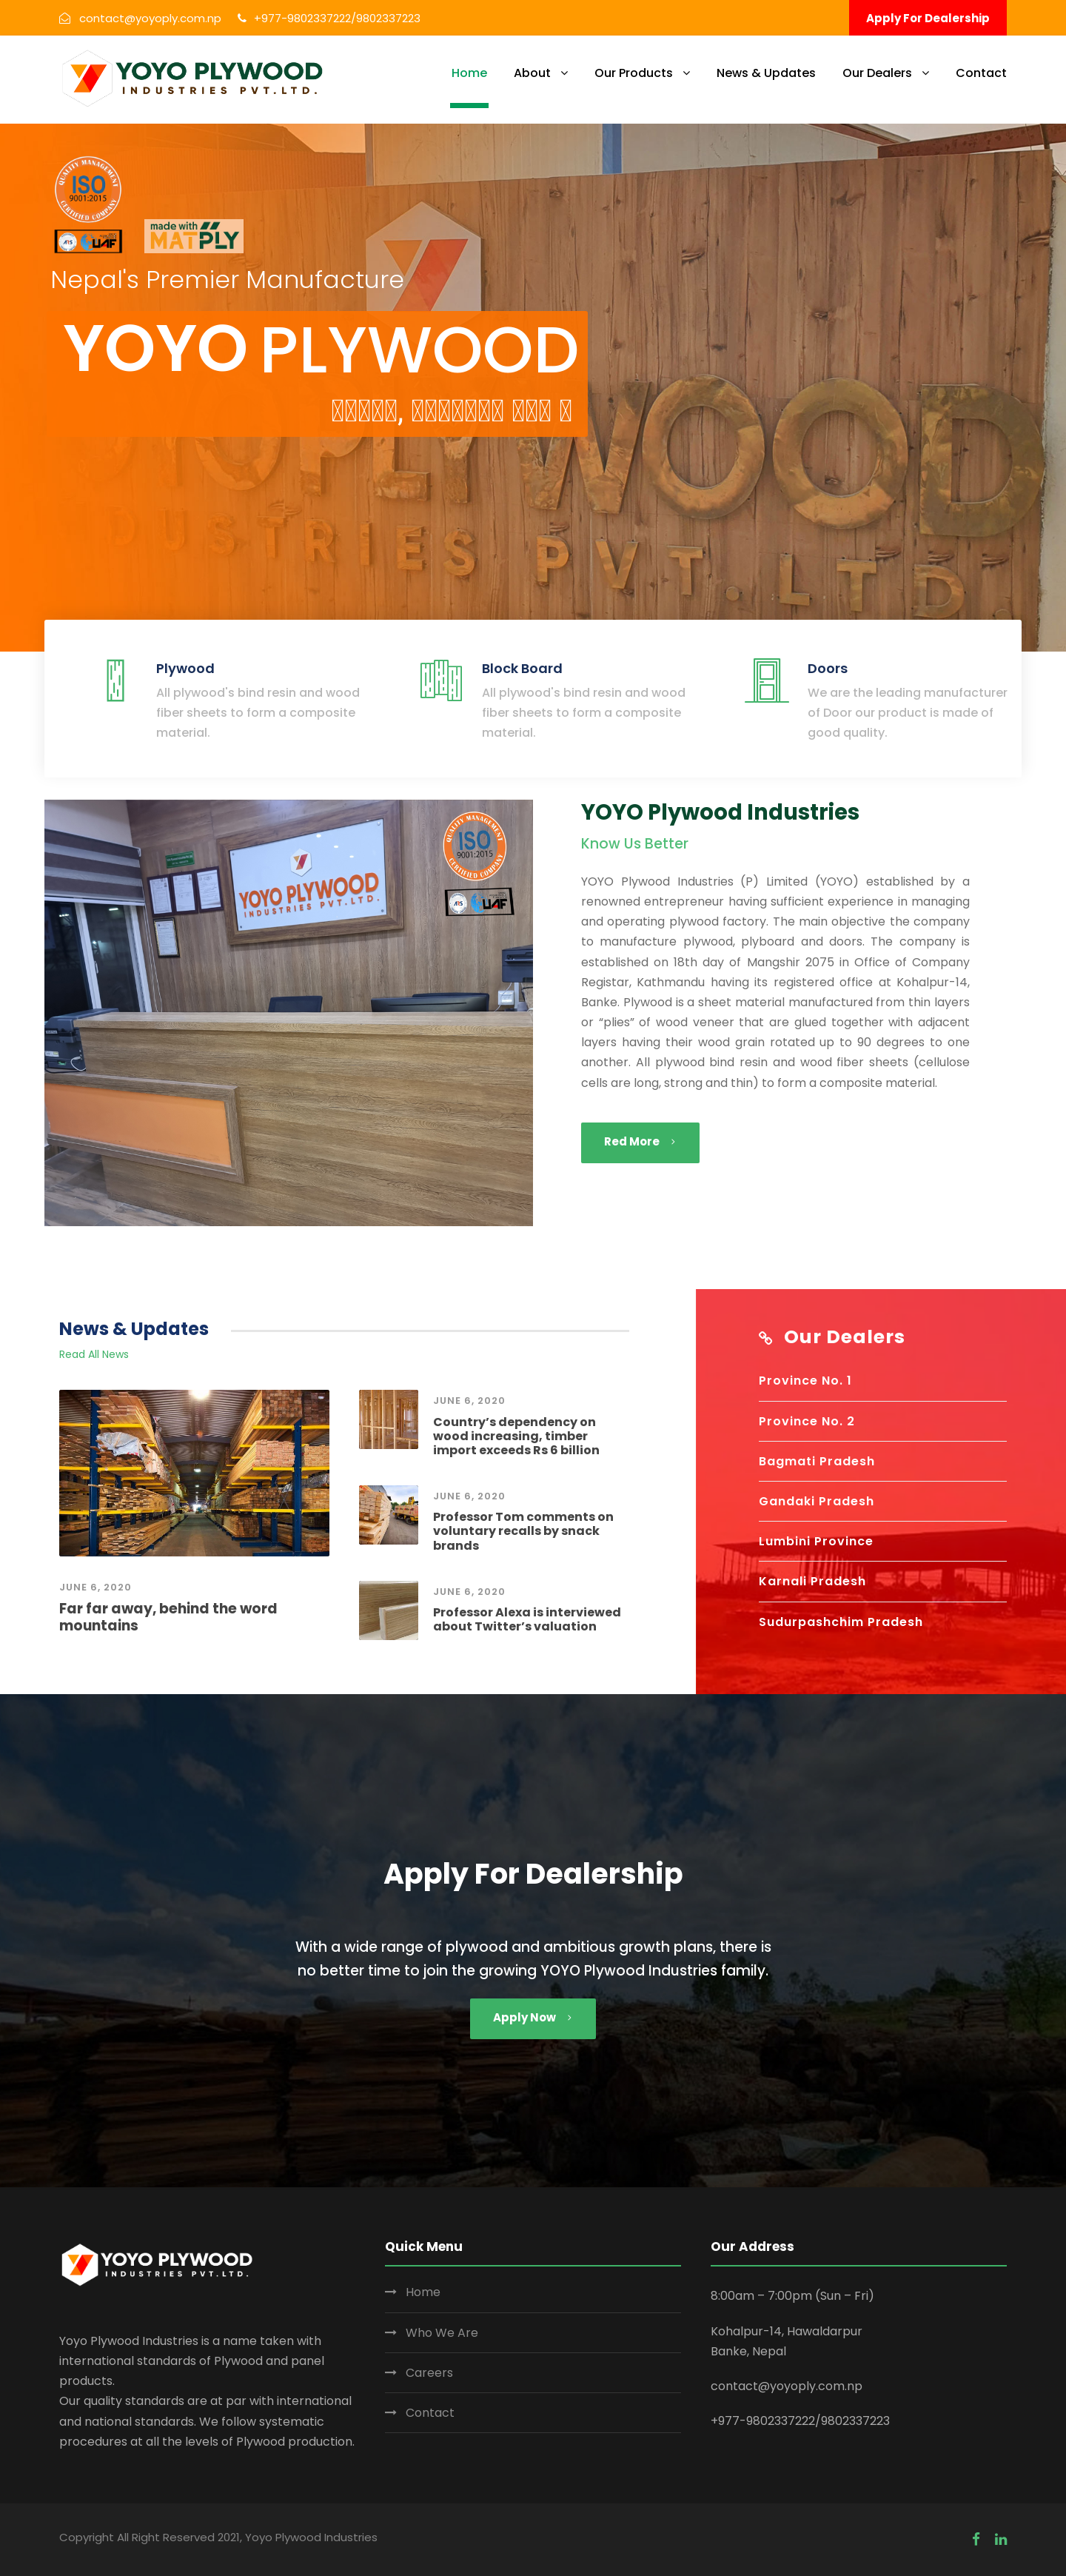 contact@yoyoply.com.np +977-9802337222/9802337223 Apply For Dealership
YOYO PLYWOOD
INDUSTRIES PVT.LTD.
Home About Our Products News & Updates Our Dealers Contact
QUALITY MANAGEMENT
ISO
9001:2015
CERTIFIED COMPANY
UAF
made with
MATPLY
Nepal's Premier Manufacture
YOYO PLYWOOD
Plywood
All plywood's bind resin and wood
fiber sheets to form a composite
material.
Block Board
All plywood's bind resin and wood
fiber sheets to form a composite
material.
Doors
We are the leading manufacturer
of Door our product is made of
good quality.
YOYO PLYWOOD
INDUSTRIES PVT.LTD.
QUALITY MANAGEMENT
ISO
9001:2015
CERTIFIED COMPANY
UAF
YOYO Plywood Industries
Know Us Better
YOYO Plywood Industries (P) Limited (YOYO) established by a
renowned entrepreneur having sufficient experience in managing
and operating plywood factory. The main objective the company
to manufacture plywood, plyboard and doors. The company is
established on 18th day of Mangshir 2075 in Office of Company
Registar, Kathmandu having its registered office at Kohalpur-14,
Banke. Plywood is a sheet material manufactured from thin layers
or “plies” of wood veneer that are glued together with adjacent
layers having their wood grain rotated up to 90 degrees to one
another. All plywood bind resin and wood fiber sheets (cellulose
cells are long, strong and thin) to form a composite material.
Red More
News & Updates
Read All News
JUNE 6, 2020
Far far away, behind the word
mountains
JUNE 6, 2020
Country’s dependency on
wood increasing, timber
import exceeds Rs 6 billion
JUNE 6, 2020
Professor Tom comments on
voluntary recalls by snack
brands
JUNE 6, 2020
Professor Alexa is interviewed
about Twitter’s valuation
Our Dealers
Province No. 1
Province No. 2
Bagmati Pradesh
Gandaki Pradesh
Lumbini Province
Karnali Pradesh
Sudurpashchim Pradesh
Apply For Dealership
With a wide range of plywood and ambitious growth plans, there is
no better time to join the growing YOYO Plywood Industries family.
Apply Now
YOYO PLYWOOD
INDUSTRIES PVT.LTD.
Yoyo Plywood Industries is a name taken with
international standards of Plywood and panel
products.
Our quality standards are at par with international
and national standards. We follow systematic
procedures at all the levels of Plywood production.
Quick Menu
Home
Who We Are
Careers
Contact
Our Address
8:00am – 7:00pm (Sun – Fri)
Kohalpur-14, Hawaldarpur
Banke, Nepal
contact@yoyoply.com.np
+977-9802337222/9802337223
Copyright All Right Reserved 2021, Yoyo Plywood Industries